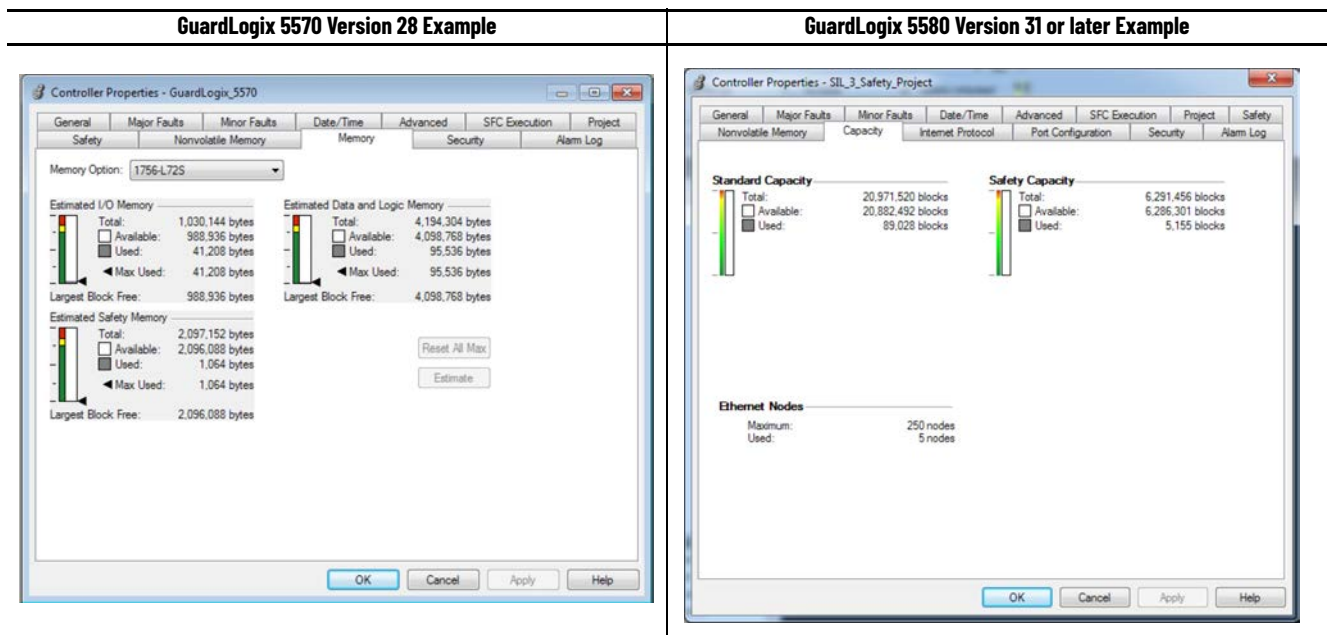 GuardLogix 5570 Version 28 Example
Controller Properties - GuardLogix_5570
General Major Faults Minor Faults Date/Time Advanced SFC Execution Project
Safety Nonvolatile Memory Memory Security Alarm Log
Memory Option: 1756-L72S
Estimated I/O Memory
Total: 1,030,144 bytes
Available: 988,936 bytes
Used: 41,208 bytes
Max Used: 41,208 bytes
Largest Block Free: 988,936 bytes
Estimated Data and Logic Memory
Total: 4,194,304 bytes
Available: 4,098,768 bytes
Used: 95,536 bytes
Max Used: 95,536 bytes
Largest Block Free: 4,098,768 bytes
Estimated Safety Memory
Total: 2,097,152 bytes
Available: 2,096,088 bytes
Used: 1,064 bytes
Max Used: 1,064 bytes
Largest Block Free: 2,096,088 bytes
Reset All Max
Estimate
OK Cancel Apply Help
GuardLogix 5580 Version 31 or later Example
Controller Properties - SIL_3_Safety_Project
General Major Faults Minor Faults Date/Time Advanced SFC Execution Project Safety
Nonvolatile Memory Capacity Internet Protocol Port Configuration Security Alarm Log
Standard Capacity
Total: 20,971,520 blocks
Available: 20,882,492 blocks
Used: 89,028 blocks
Safety Capacity
Total: 6,291,456 blocks
Available: 6,286,301 blocks
Used: 5,155 blocks
Ethernet Nodes
Maximum: 250 nodes
Used: 5 nodes
OK Cancel Apply Help